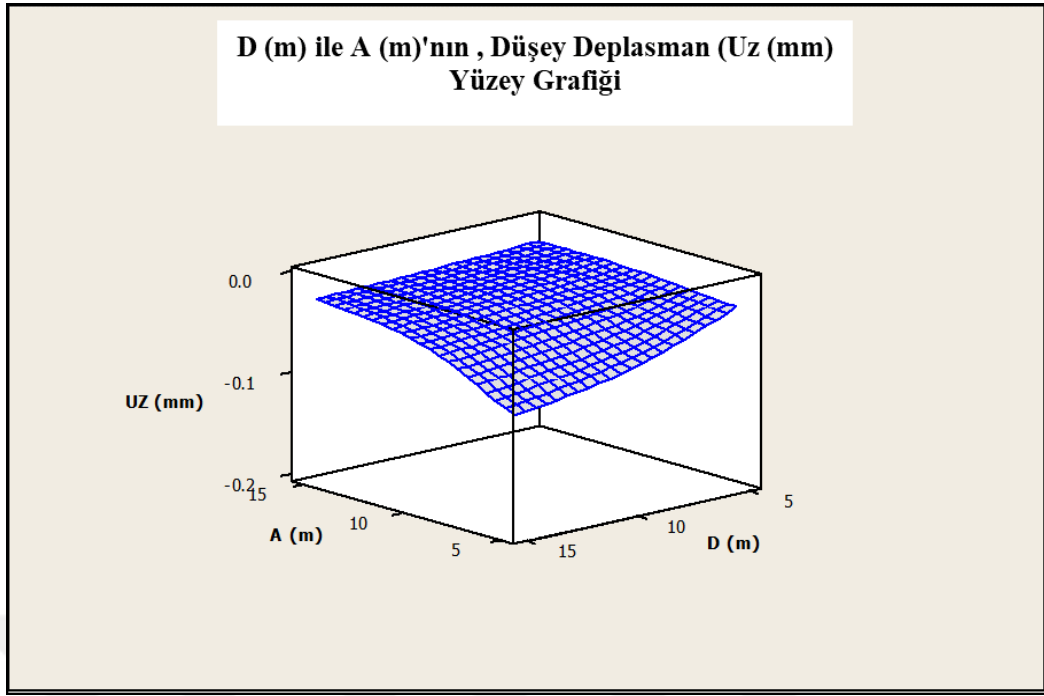 D (m) ile A (m)'nın , Düşey Deplasman (Uz (mm)
Yüzey Grafiği
0.0
-0.1
UZ (mm)
-0.2
15
10
A (m)
5
15
10
D (m)
5